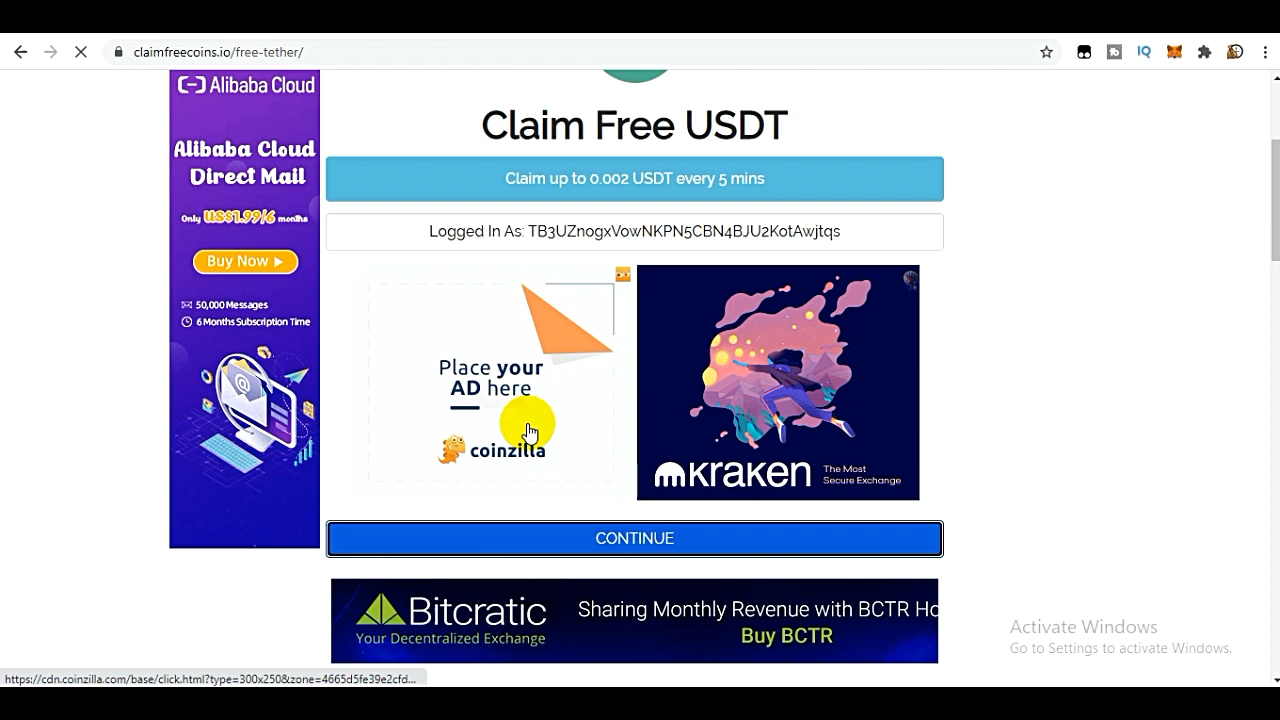 claimfreecoins.io/free-tether/
IQ
Alibaba Cloud
Alibaba Cloud
Direct Mail
Only US$1.99/6 months
Buy Now
50,000 Messages
6 Months Subscription Time
@
Claim Free USDT
Claim up to 0.002 USDT every 5 mins
Logged In As: TB3UZnogxVowNKPN5CBN4BJU2KotAwjtqs
Place your
AD here
coinzilla
kraken
The Most
Secure Exchange
CONTINUE
Bitcratic
Your Decentralized Exchange
Sharing Monthly Revenue with BCTR Ho
Buy BCTR
Activate Windows
Go to Settings to activate Windows.
https://cdn.coinzilla.com/base/click.html?type=300x250&zone=4665d5fe39e2cfd...